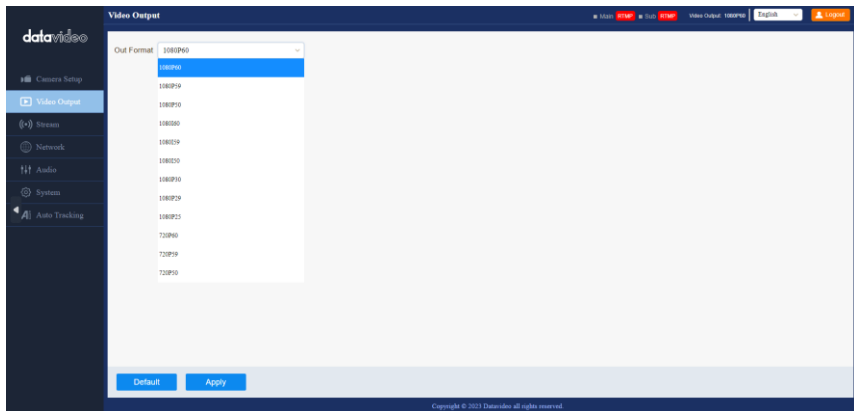 Video Output
Main RTMP Sub RTMP Video Output 1080P60 English Logout
datavideo
Out Format 1080P60
1080P60
1080P59
1080P50
1080I60
1080I59
1080I50
1080P30
1080P29
1080P25
720P60
720P59
720P50
Camera Setup
Video Output
Stream
Network
Audio
System
AI Auto Tracking
Default Apply
Copyright © 2023 Datavideo all rights reserved.